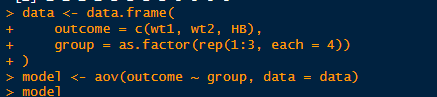 > data <- data.frame(
+     outcome = c(wt1, wt2, HB),
+     group = as.factor(rep(1:3, each = 4))
+ )
> model <- aov(outcome ~ group, data = data)
> model